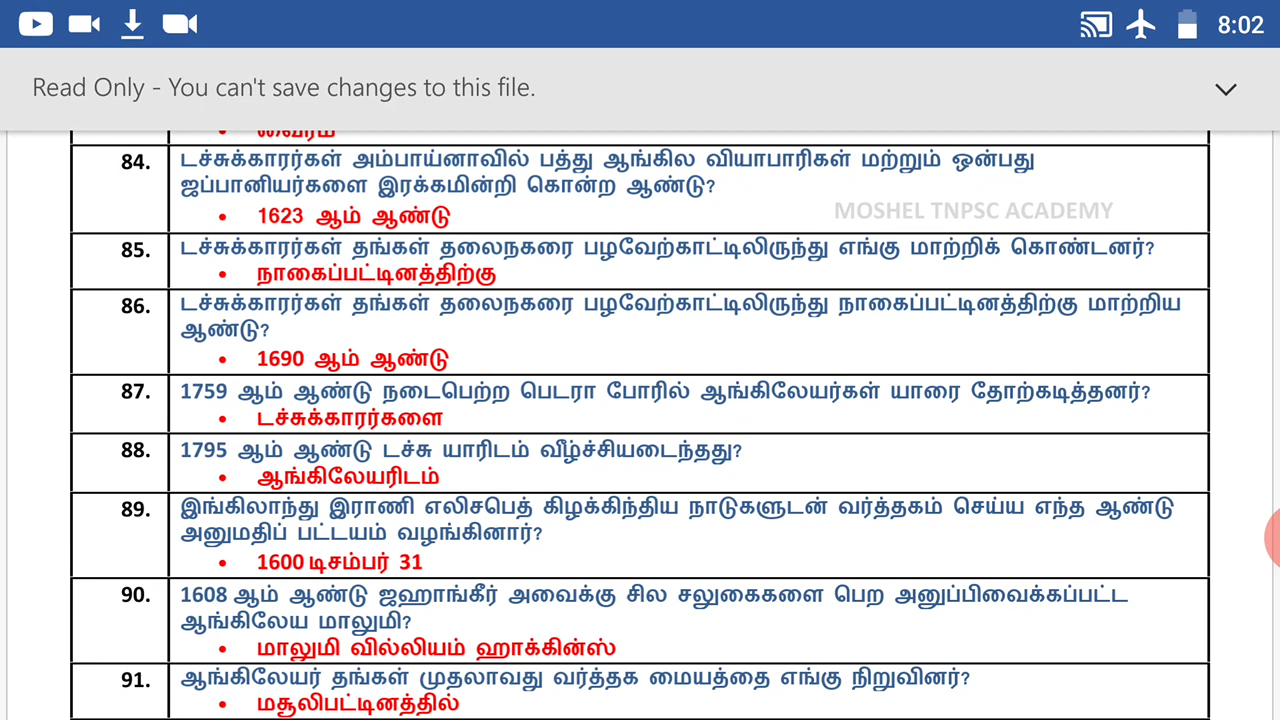 8:02
Read Only - You can't save changes to this file.
• வைரம்
84. டச்சுக்காரர்கள் அம்பாய்னாவில் பத்து ஆங்கில வியாபாரிகள் மற்றும் ஒன்பது
ஜப்பானியர்களை இரக்கமின்றி கொன்ற ஆண்டு?
• 1623 ஆம் ஆண்டு
MOSHEL TNPSC ACADEMY
85. டச்சுக்காரர்கள் தங்கள் தலைநகரை பழவேற்காட்டிலிருந்து எங்கு மாற்றிக் கொண்டனர்?
• நாகைப்பட்டினத்திற்கு
86. டச்சுக்காரர்கள் தங்கள் தலைநகரை பழவேற்காட்டிலிருந்து நாகைப்பட்டினத்திற்கு மாற்றிய
ஆண்டு?
• 1690 ஆம் ஆண்டு
87. 1759 ஆம் ஆண்டு நடைபெற்ற பெடரா போரில் ஆங்கிலேயர்கள் யாரை தோற்கடித்தனர்?
• டச்சுக்காரர்களை
88. 1795 ஆம் ஆண்டு டச்சு யாரிடம் வீழ்ச்சியடைந்தது?
• ஆங்கிலேயரிடம்
89. இங்கிலாந்து இராணி எலிசபெத் கிழக்கிந்திய நாடுகளுடன் வர்த்தகம் செய்ய எந்த ஆண்டு
அனுமதிப் பட்டயம் வழங்கினார்?
• 1600 டிசம்பர் 31
90. 1608 ஆம் ஆண்டு ஜஹாங்கீர் அவைக்கு சில சலுகைகளை பெற அனுப்பிவைக்கப்பட்ட
ஆங்கிலேய மாலுமி?
• மாலுமி வில்லியம் ஹாக்கின்ஸ்
91. ஆங்கிலேயர் தங்கள் முதலாவது வர்த்தக மையத்தை எங்கு நிறுவினர்?
• மசூலிபட்டினத்தில்